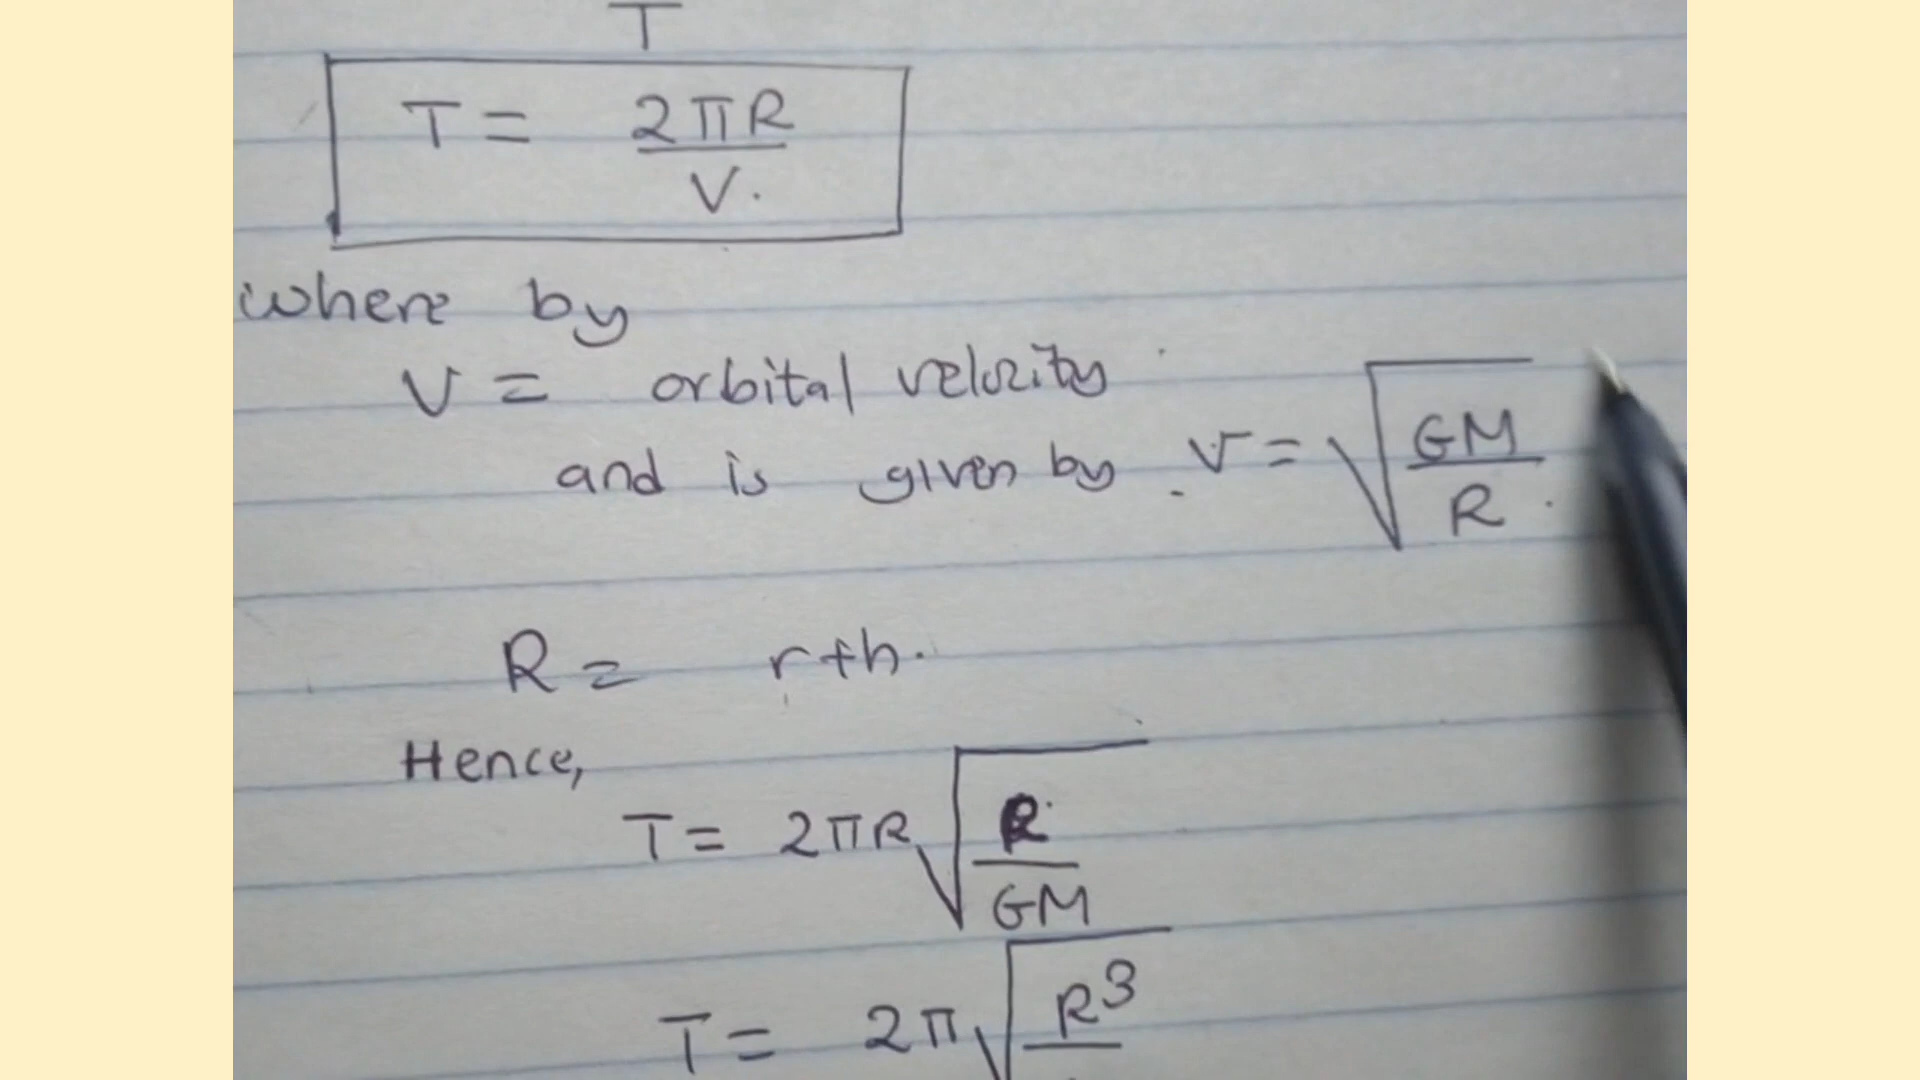 T
T = 2πR / V.
where by
V = orbital velocity
and is given by V = √(GM / R).
R = r+h.
Hence,
T = 2πR √(R / GM)
T = 2π √(R³ /